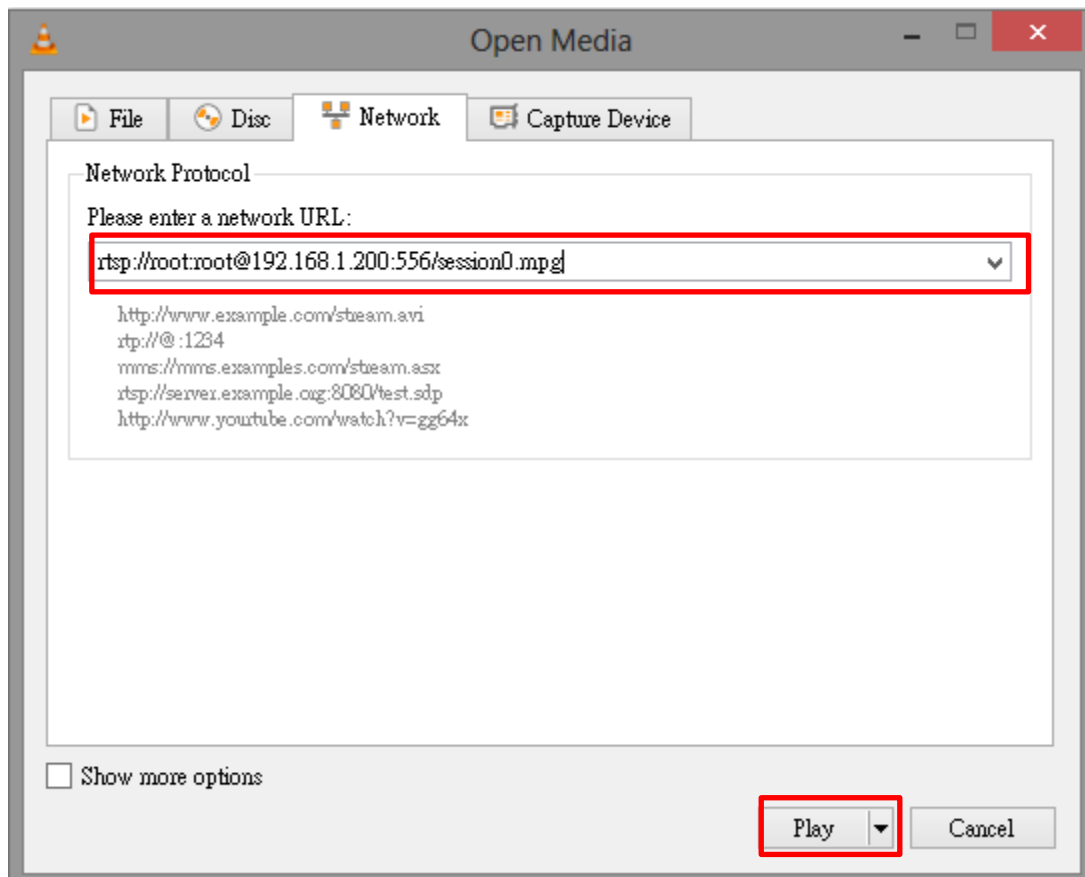 Open Media
File Disc Network Capture Device
Network Protocol
Please enter a network URL:
rtsp://root:root@192.168.1.200:556/session0.mpg
http://www.example.com/stream.avi
rtp://@:1234
mms://mms.examples.com/stream.asx
rtsp://server.example.org:8080/test.sdp
http://www.yourtube.com/watch?v=gg64x
Show more options
Play Cancel